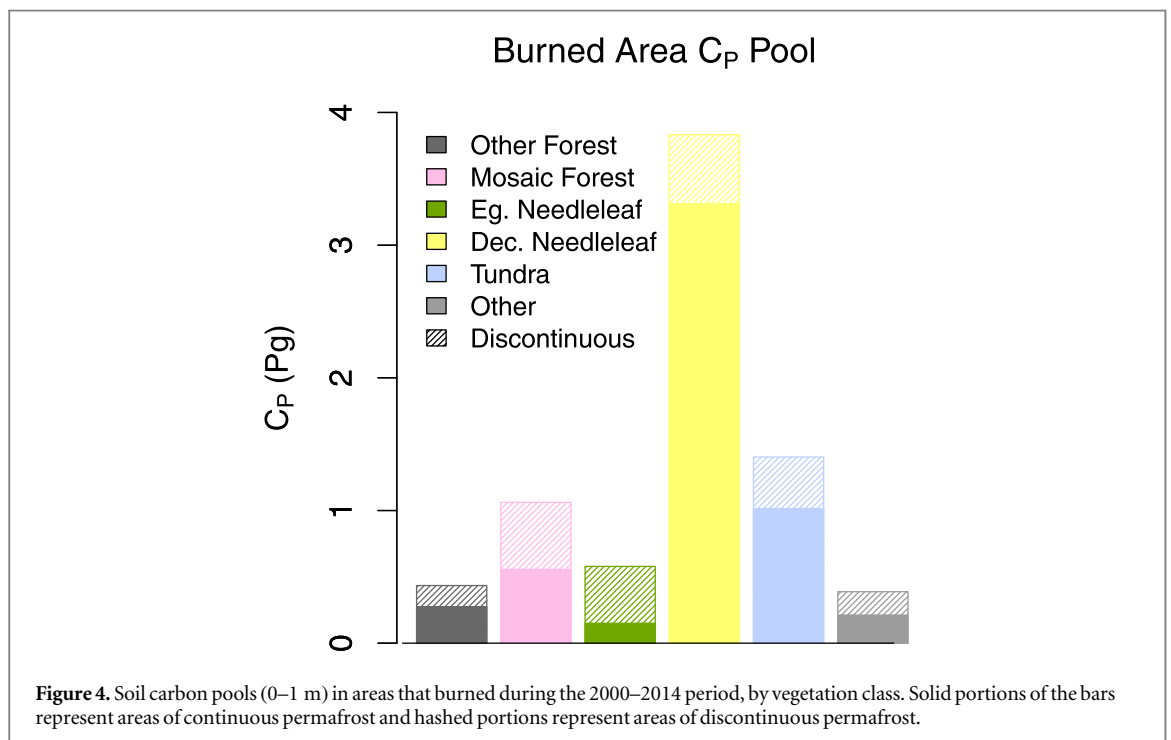 Burned Area CP Pool
4
3
2
1
0
CP (Pg)
Other Forest
Mosaic Forest
Eg. Needleleaf
Dec. Needleleaf
Tundra
Other
Discontinuous
Figure 4. Soil carbon pools (0–1 m) in areas that burned during the 2000–2014 period, by vegetation class. Solid portions of the bars
represent areas of continuous permafrost and hashed portions represent areas of discontinuous permafrost.